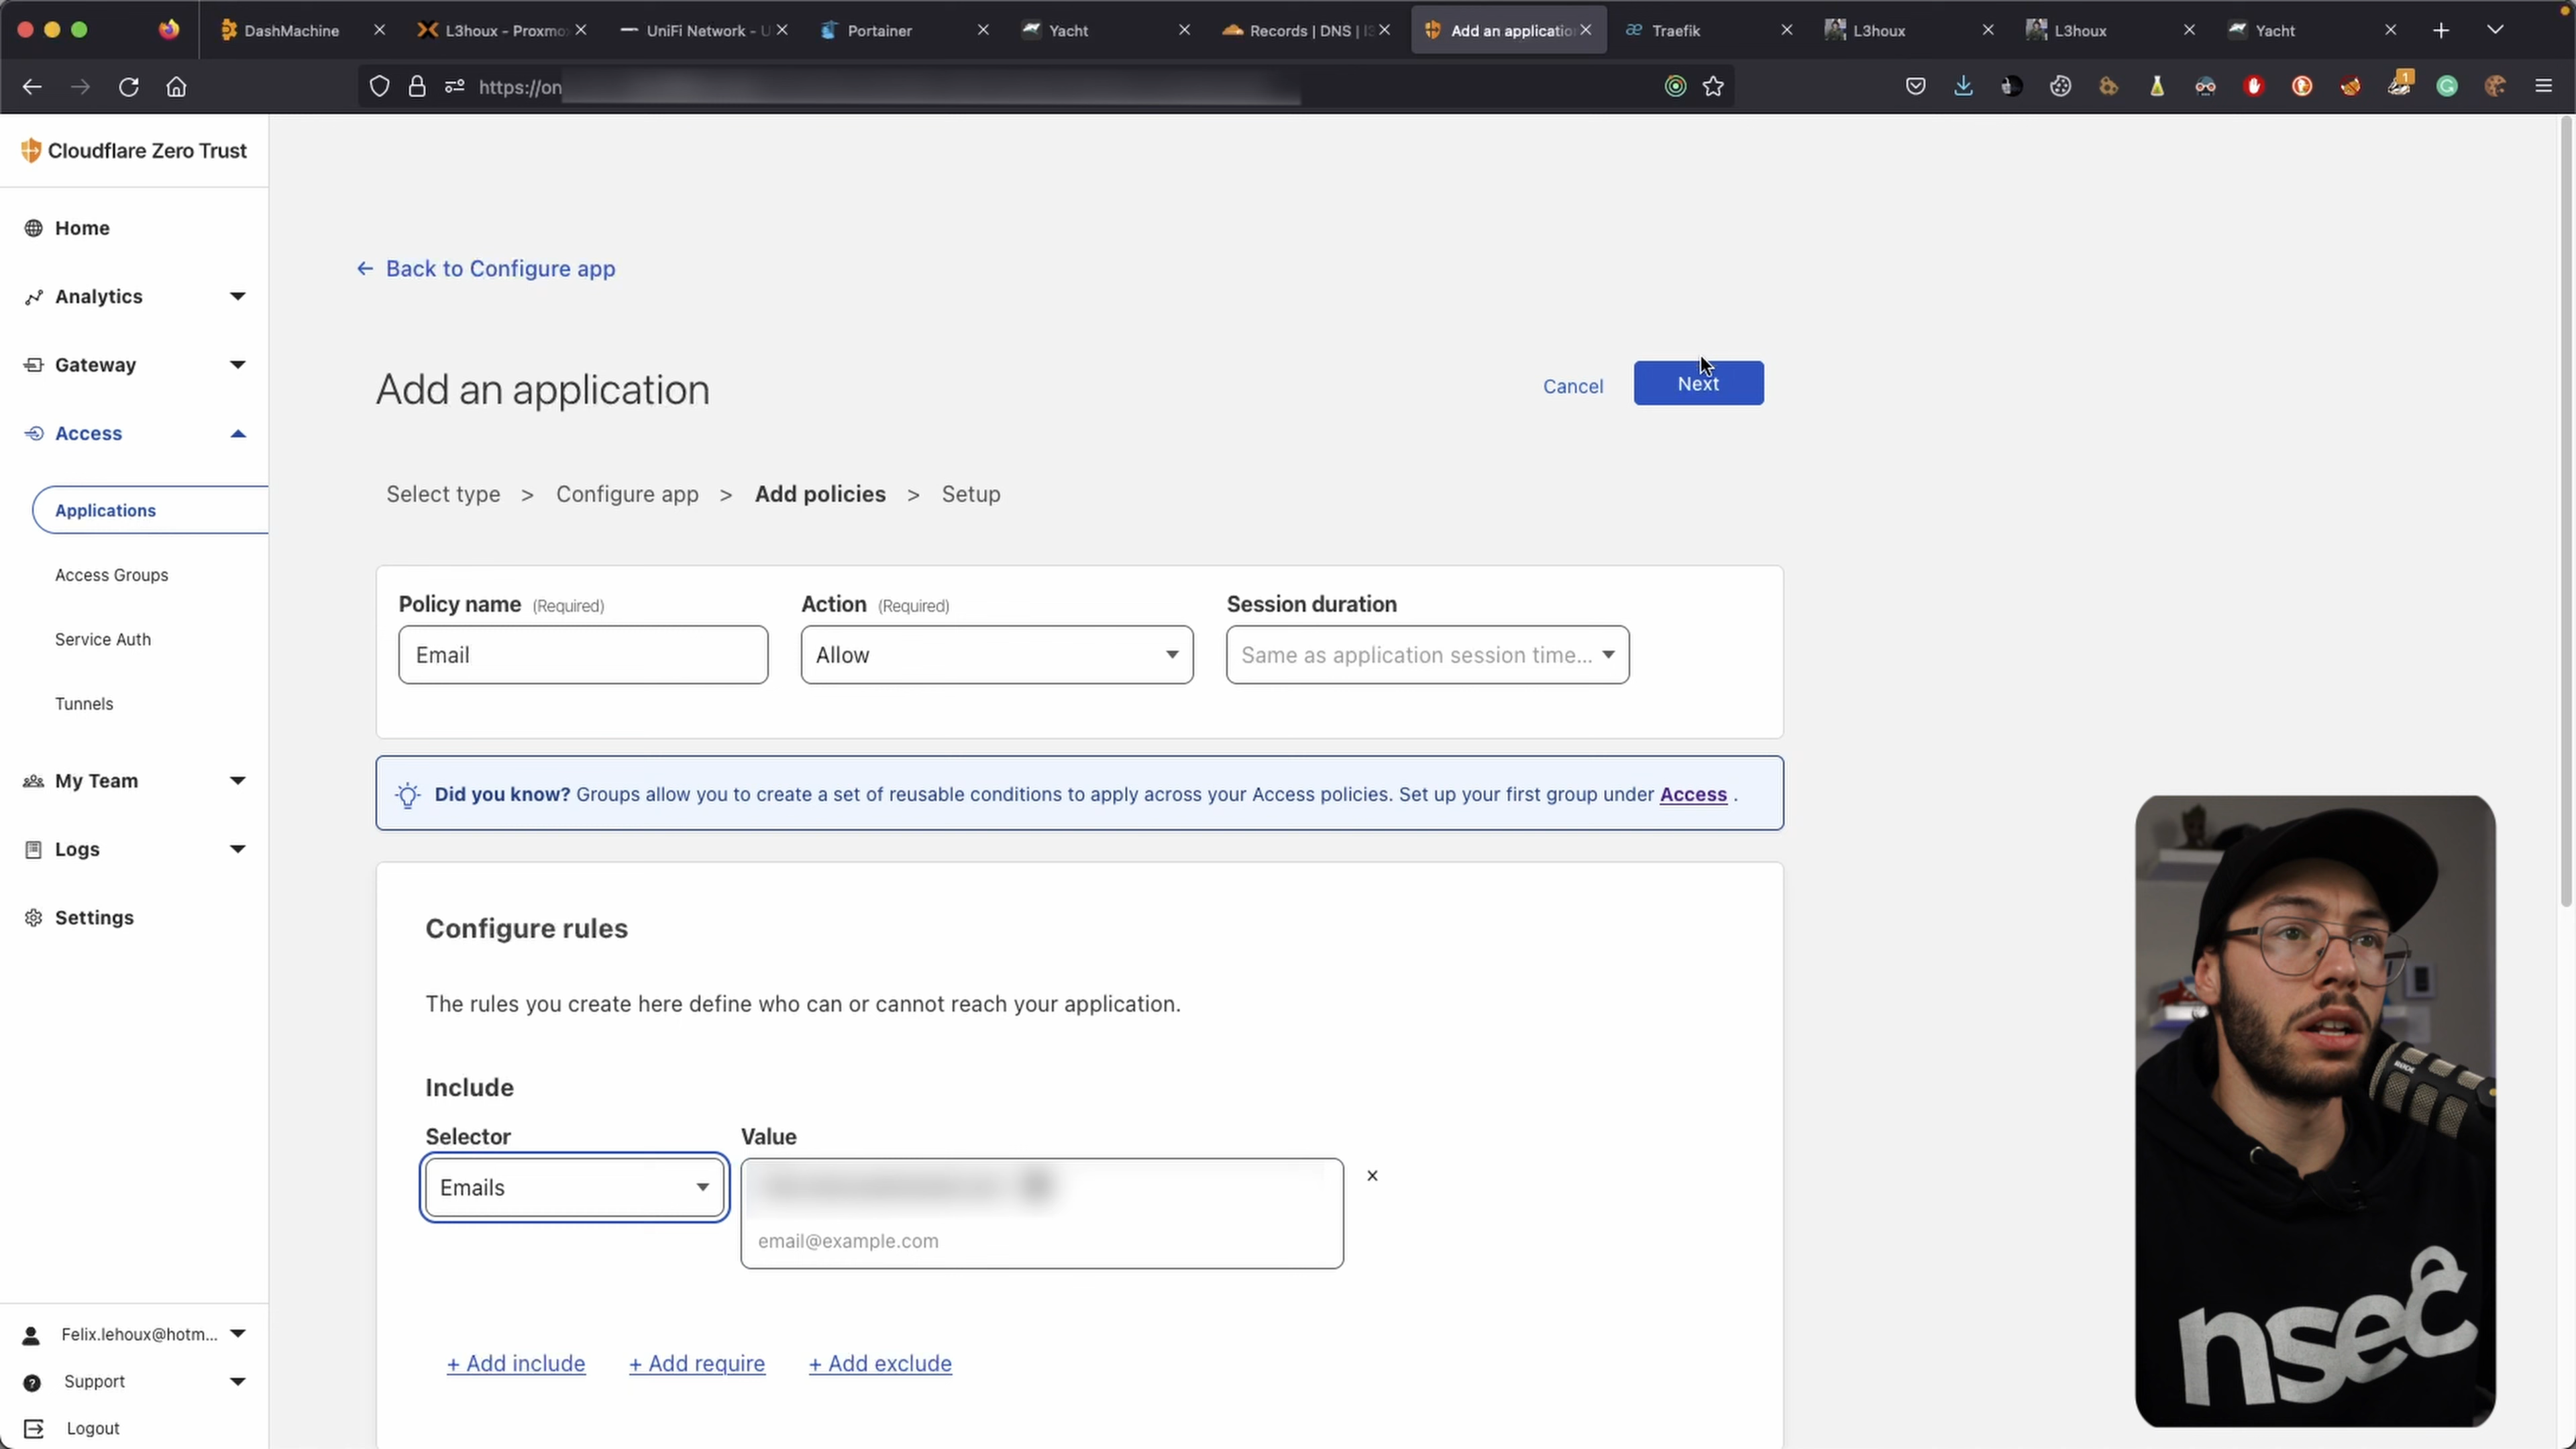 DashMachine
L3houx - Proxmo
UniFi Network - U
Portainer
Yacht
Records | DNS | l3
Add an applicatio
Traefik
L3houx
L3houx
Yacht
https://on
1
Cloudflare Zero Trust
Home
Analytics
Gateway
Access
Applications
Access Groups
Service Auth
Tunnels
My Team
Logs
Settings
Felix.lehoux@hotm...
Support
Logout
Back to Configure app
Add an application
Cancel
Next
Select type > Configure app > Add policies > Setup
Policy name (Required)
Action (Required)
Session duration
Email
Allow
Same as application session time...
Did you know? Groups allow you to create a set of reusable conditions to apply across your Access policies. Set up your first group under Access .
Configure rules
The rules you create here define who can or cannot reach your application.
Include
Selector
Value
Emails
email@example.com
+ Add include
+ Add require
+ Add exclude
nsec